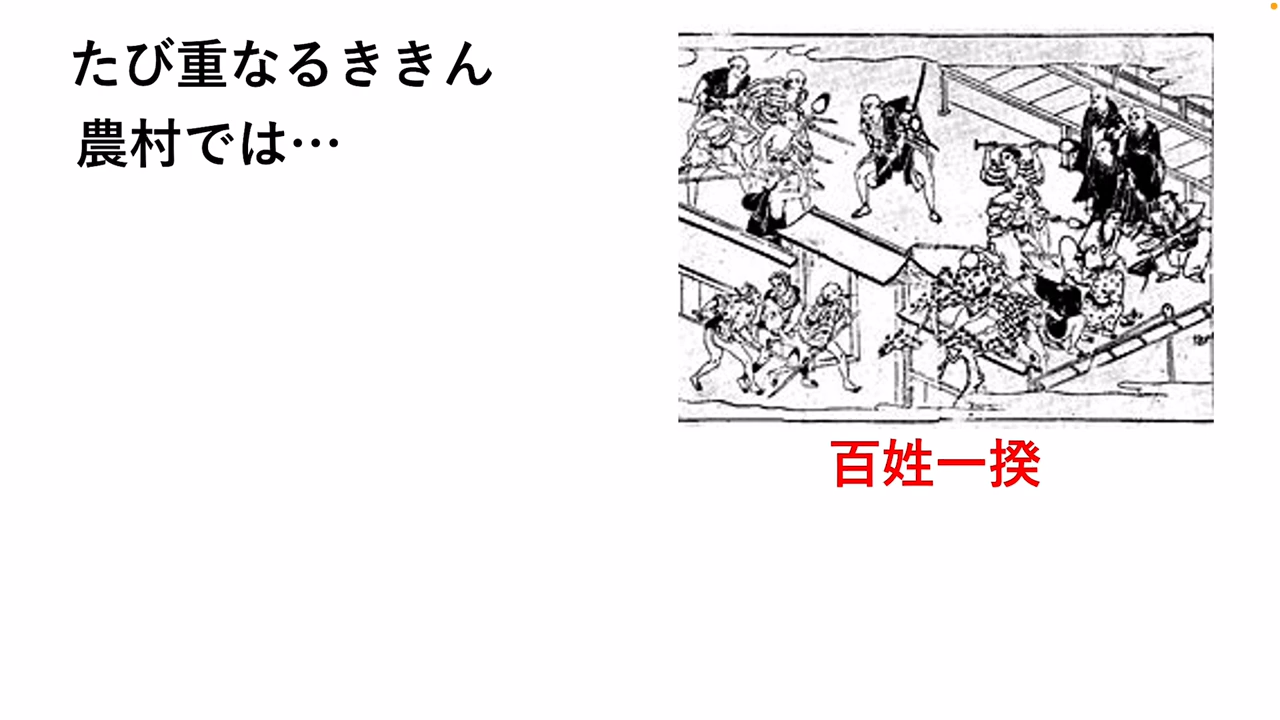 たび重なるききん
農村では…
百姓一揆